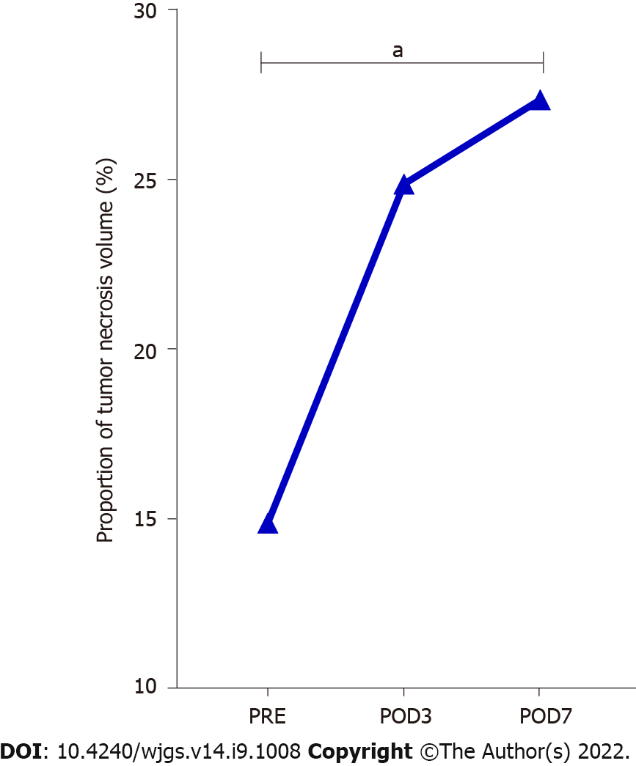 30
a
25
20
15
10
Proportion of tumor necrosis volume (%)
PRE POD3 POD7
DOI: 10.4240/wjgs.v14.i9.1008 Copyright ©The Author(s) 2022.